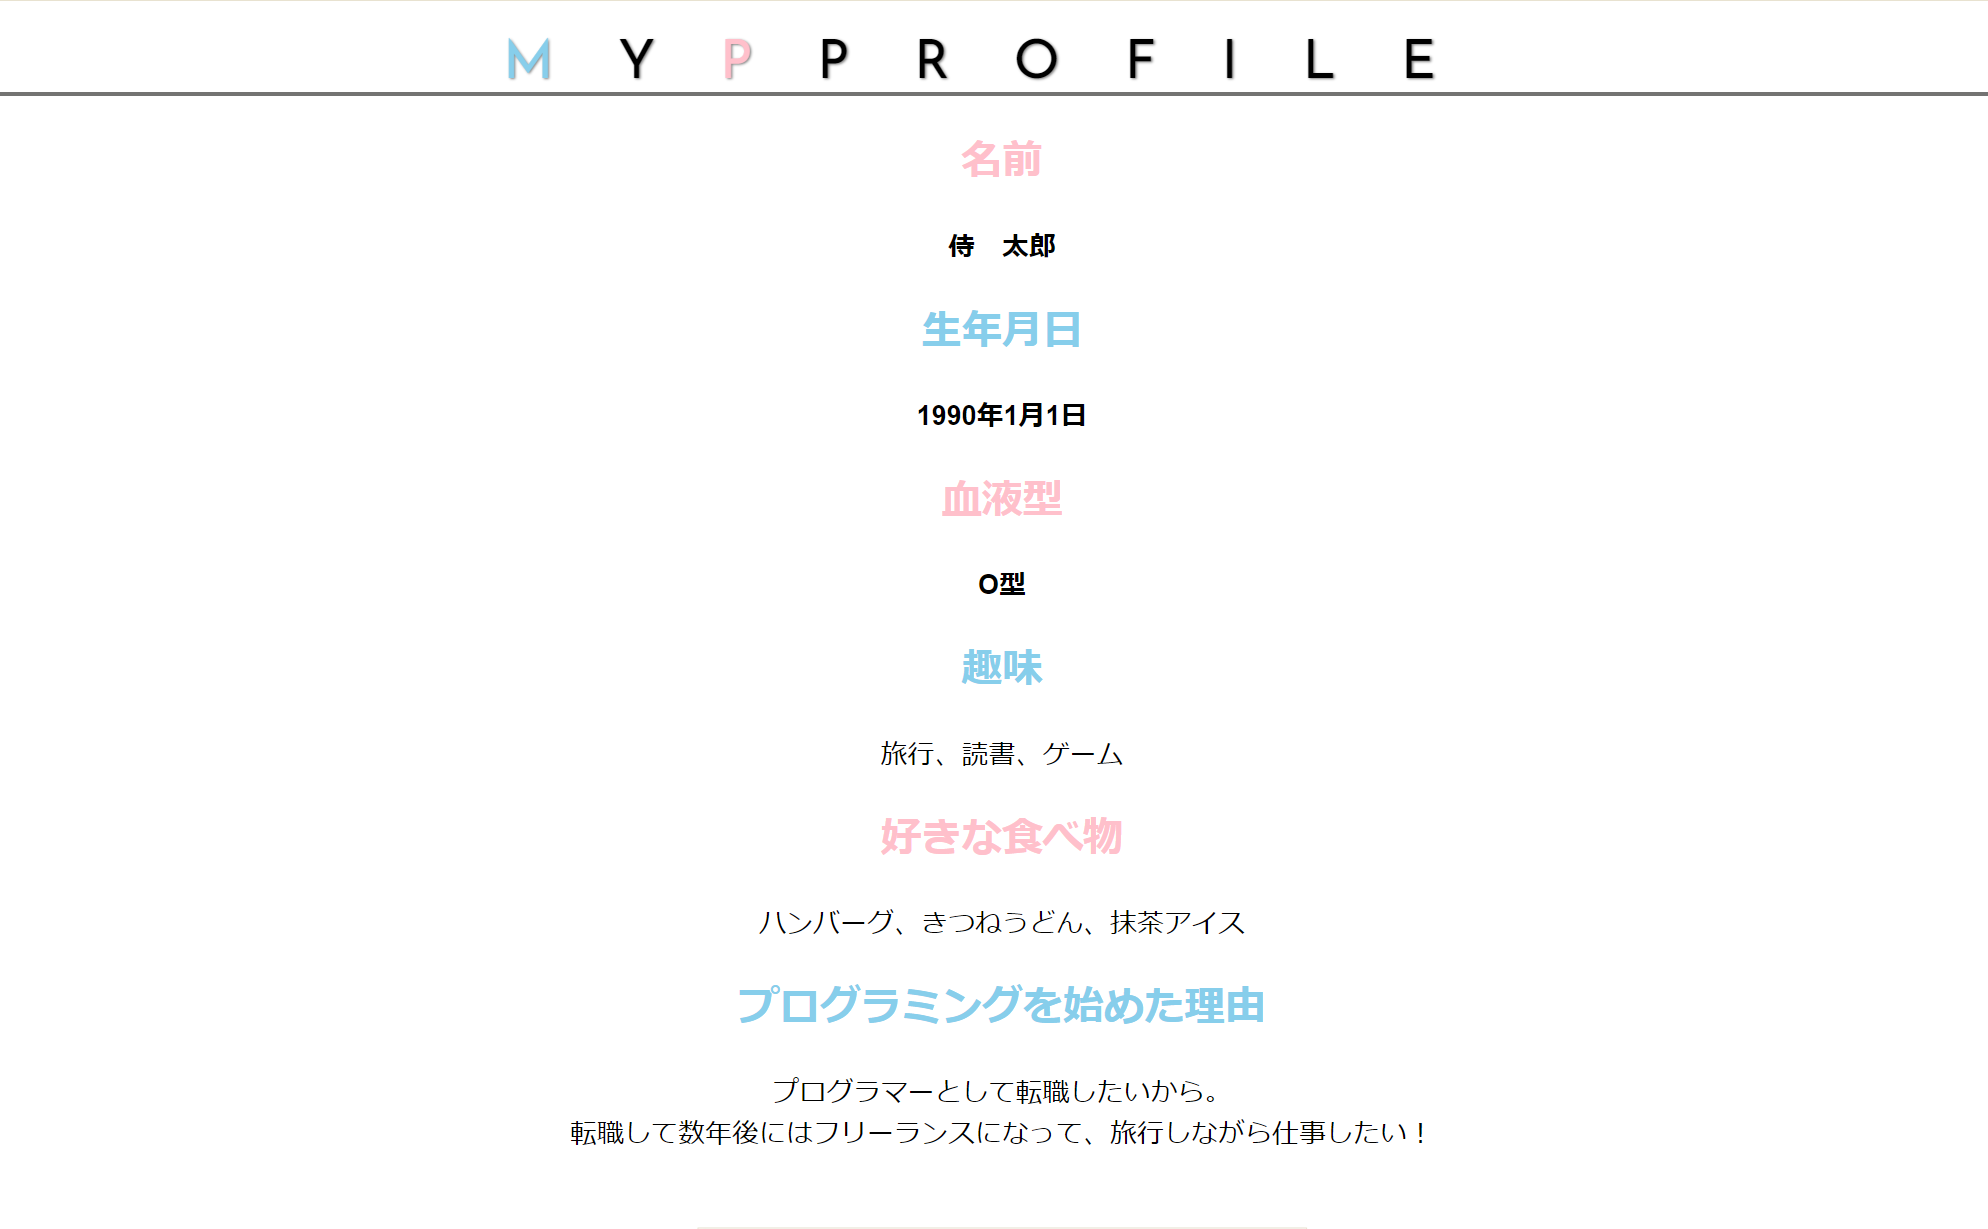 MYPPROFILE
名前
侍　太郎
生年月日
1990年1月1日
血液型
O型
趣味
旅行、読書、ゲーム
好きな食べ物
ハンバーグ、きつねうどん、抹茶アイス
プログラミングを始めた理由
プログラマーとして転職したいから。
転職して数年後にはフリーランスになって、旅行しながら仕事したい！